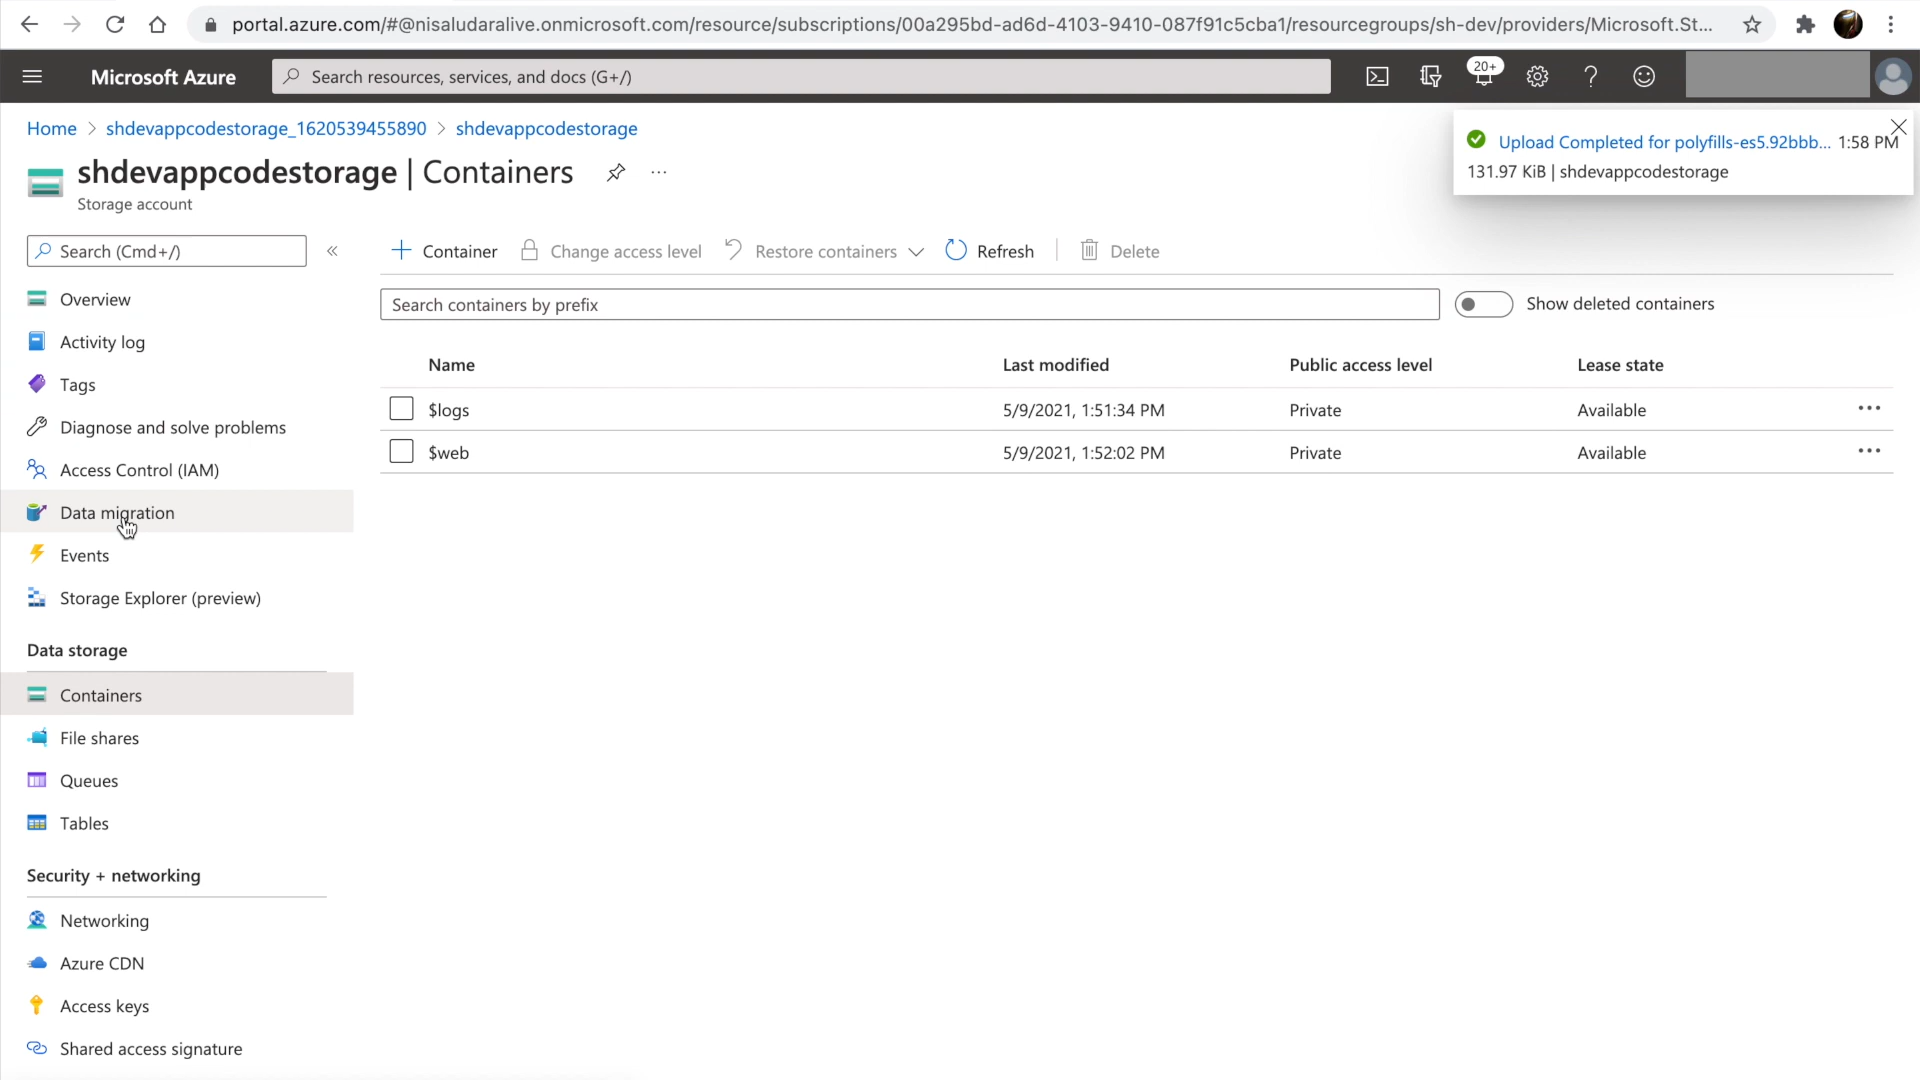 portal.azure.com/#@nisaludaralive.onmicrosoft.com/resource/subscriptions/00a295bd-ad6d-4103-9410-087f91c5cba1/resourcegroups/sh-dev/providers/Microsoft.St...
Microsoft Azure
Search resources, services, and docs (G+/)
20+
Home > shdevappcodestorage_1620539455890 > shdevappcodestorage
Upload Completed for polyfills-es5.92bbb... 1:58 PM
131.97 KiB | shdevappcodestorage
shdevappcodestorage | Containers ...
Storage account
Search (Cmd+/) «
Container
Change access level
Restore containers
Refresh
Delete
Overview
Activity log
Tags
Diagnose and solve problems
Access Control (IAM)
Data migration
Events
Storage Explorer (preview)
Data storage
Containers
File shares
Queues
Tables
Security + networking
Networking
Azure CDN
Access keys
Shared access signature
Search containers by prefix
Show deleted containers
Name Last modified Public access level Lease state
$logs 5/9/2021, 1:51:34 PM Private Available ...
$web 5/9/2021, 1:52:02 PM Private Available ...